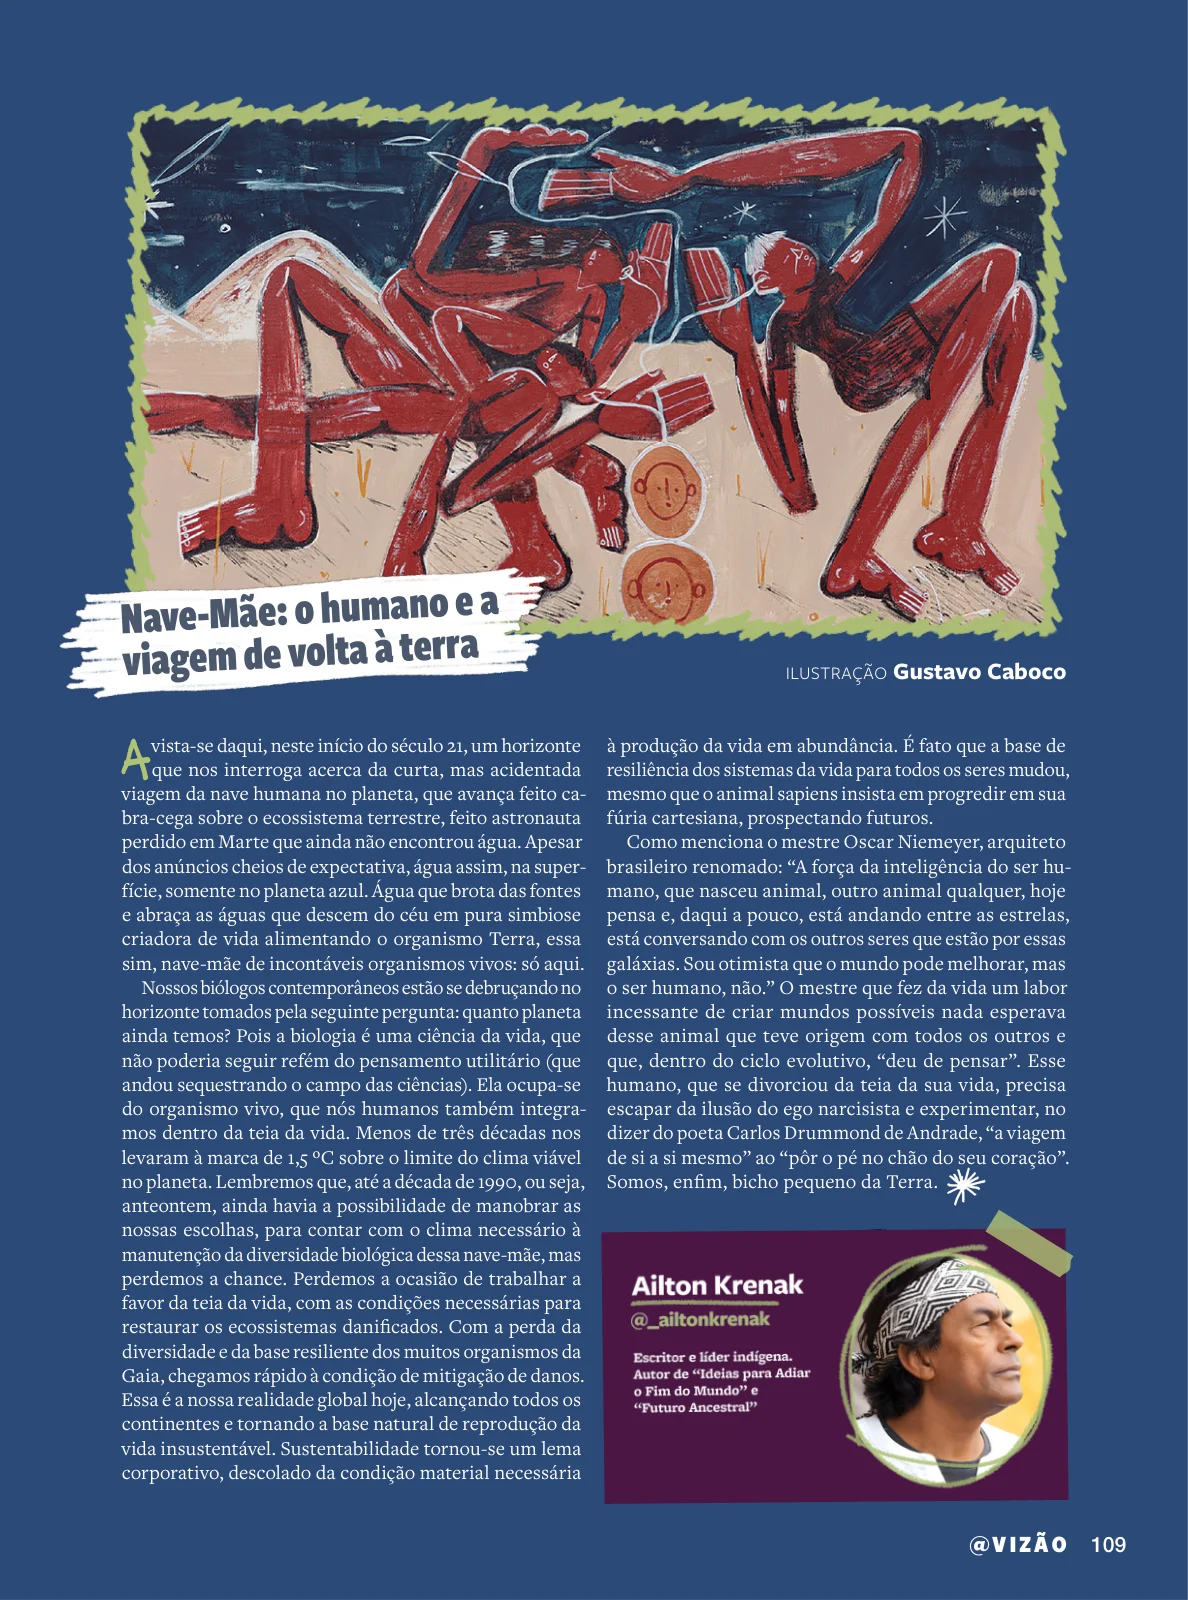 Nave-Mãe: o humano e a
viagem de volta à terra
ILUSTRAÇÃO Gustavo Caboco
Avista-se daqui, neste início do século 21, um horizonte
que nos interroga acerca da curta, mas acidentada
viagem da nave humana no planeta, que avança feito ca-
bra-cega sobre o ecossistema terrestre, feito astronauta
perdido em Marte que ainda não encontrou água. Apesar
dos anúncios cheios de expectativa, água assim, na super-
fície, somente no planeta azul. Água que brota das fontes
e abraça as águas que descem do céu em pura simbiose
criadora de vida alimentando o organismo Terra, essa
sim, nave-mãe de incontáveis organismos vivos: só aqui.
Nossos biólogos contemporâneos estão se debruçando no
horizonte tomados pela seguinte pergunta: quanto planeta
ainda temos? Pois a biologia é uma ciência da vida, que
não poderia seguir refém do pensamento utilitário (que
andou sequestrando o campo das ciências). Ela ocupa-se
do organismo vivo, que nós humanos também integra-
mos dentro da teia da vida. Menos de três décadas nos
levaram à marca de 1,5 ºC sobre o limite do clima viável
no planeta. Lembremos que, até a década de 1990, ou seja,
anteontem, ainda havia a possibilidade de manobrar as
nossas escolhas, para contar com o clima necessário à
manutenção da diversidade biológica dessa nave-mãe, mas
perdemos a chance. Perdemos a ocasião de trabalhar a
favor da teia da vida, com as condições necessárias para
restaurar os ecossistemas danificados. Com a perda da
diversidade e da base resiliente dos muitos organismos da
Gaia, chegamos rápido à condição de mitigação de danos.
Essa é a nossa realidade global hoje, alcançando todos os
continentes e tornando a base natural de reprodução da
vida insustentável. Sustentabilidade tornou-se um lema
corporativo, descolado da condição material necessária
à produção da vida em abundância. É fato que a base de
resiliência dos sistemas da vida para todos os seres mudou,
mesmo que o animal sapiens insista em progredir em sua
fúria cartesiana, prospectando futuros.
Como menciona o mestre Oscar Niemeyer, arquiteto
brasileiro renomado: “A força da inteligência do ser hu-
mano, que nasceu animal, outro animal qualquer, hoje
pensa e, daqui a pouco, está andando entre as estrelas,
está conversando com os outros seres que estão por essas
galáxias. Sou otimista que o mundo pode melhorar, mas
o ser humano, não.” O mestre que fez da vida um labor
incessante de criar mundos possíveis nada esperava
desse animal que teve origem com todos os outros e
que, dentro do ciclo evolutivo, “deu de pensar”. Esse
humano, que se divorciou da teia da sua vida, precisa
escapar da ilusão do ego narcisista e experimentar, no
dizer do poeta Carlos Drummond de Andrade, “a viagem
de si a si mesmo” ao “pôr o pé no chão do seu coração”.
Somos, enfim, bicho pequeno da Terra.
Ailton Krenak
@_ailtonkrenak
Escritor e líder indígena.
Autor de “Ideias para Adiar
o Fim do Mundo” e
“Futuro Ancestral”
@VIZÃO 109